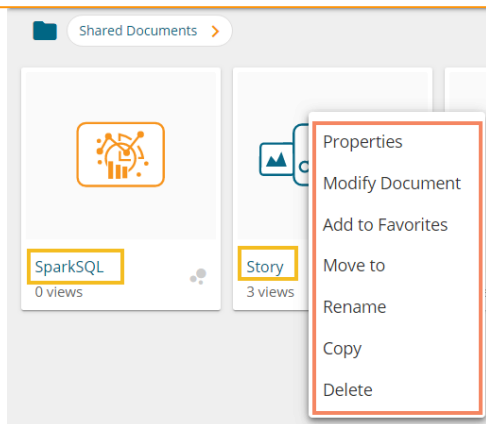 Shared Documents
SparkSQL
0 views
Story
3 views
Properties
Modify Document
Add to Favorites
Move to
Rename
Copy
Delete